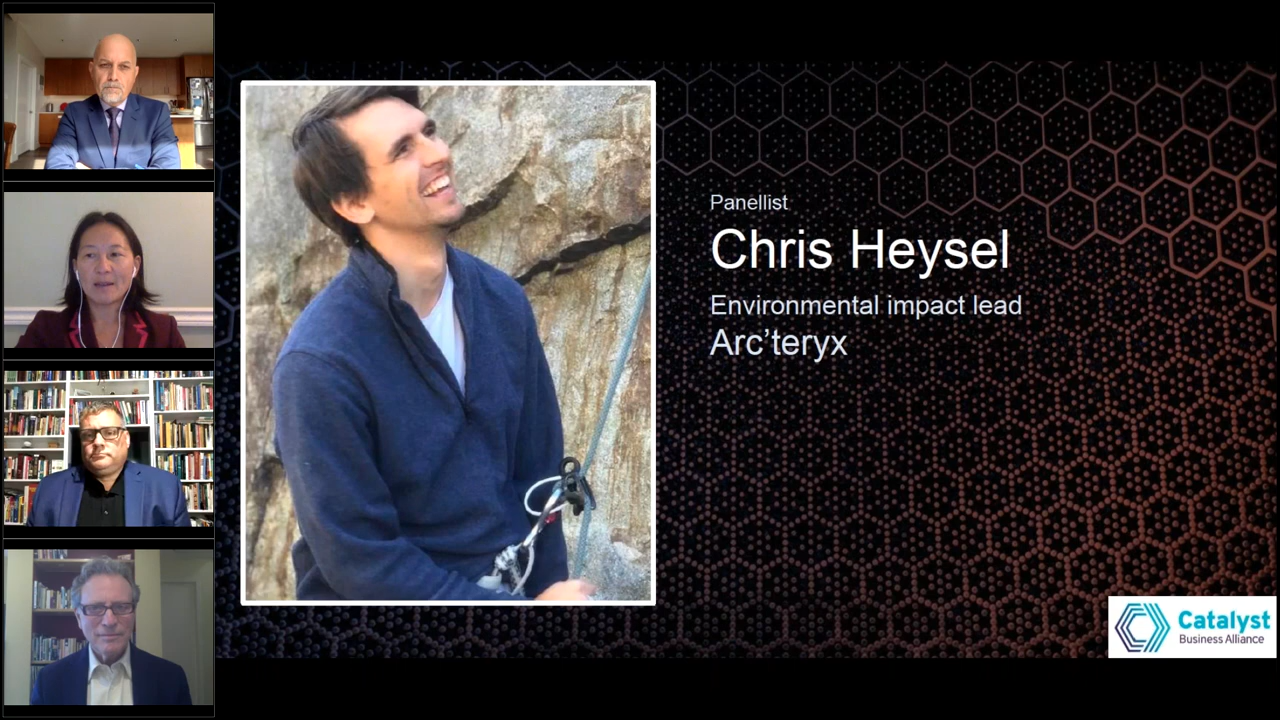 Panellist
Chris Heysel
Environmental impact lead
Arc'teryx
Catalyst
Business Alliance